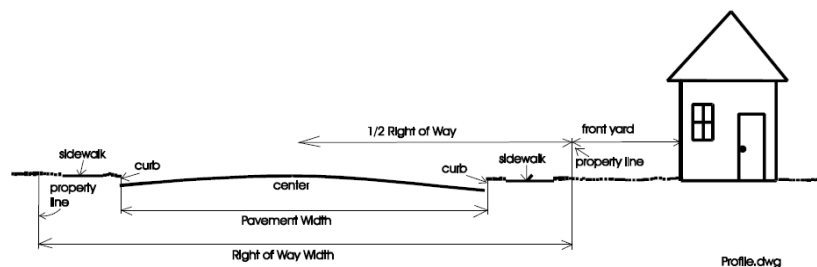 1/2 Right of Way
front yard
sidewalk
curb
curb
sidewalk
property line
property
line
center
Pavement Width
Right of Way Width
Profile.dwg